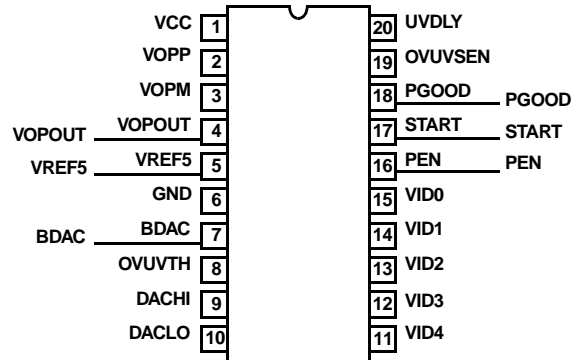 VCC 1 20 UVDLY
VOPP 2 19 OVUVSEN
VOPM 3 18 PGOOD PGOOD
VOPOUT VOPOUT 4 17 START START
VREF5 VREF5 5 16 PEN PEN
GND 6 15 VID0
BDAC BDAC 7 14 VID1
OVUVTH 8 13 VID2
DACHI 9 12 VID3
DACLO 10 11 VID4